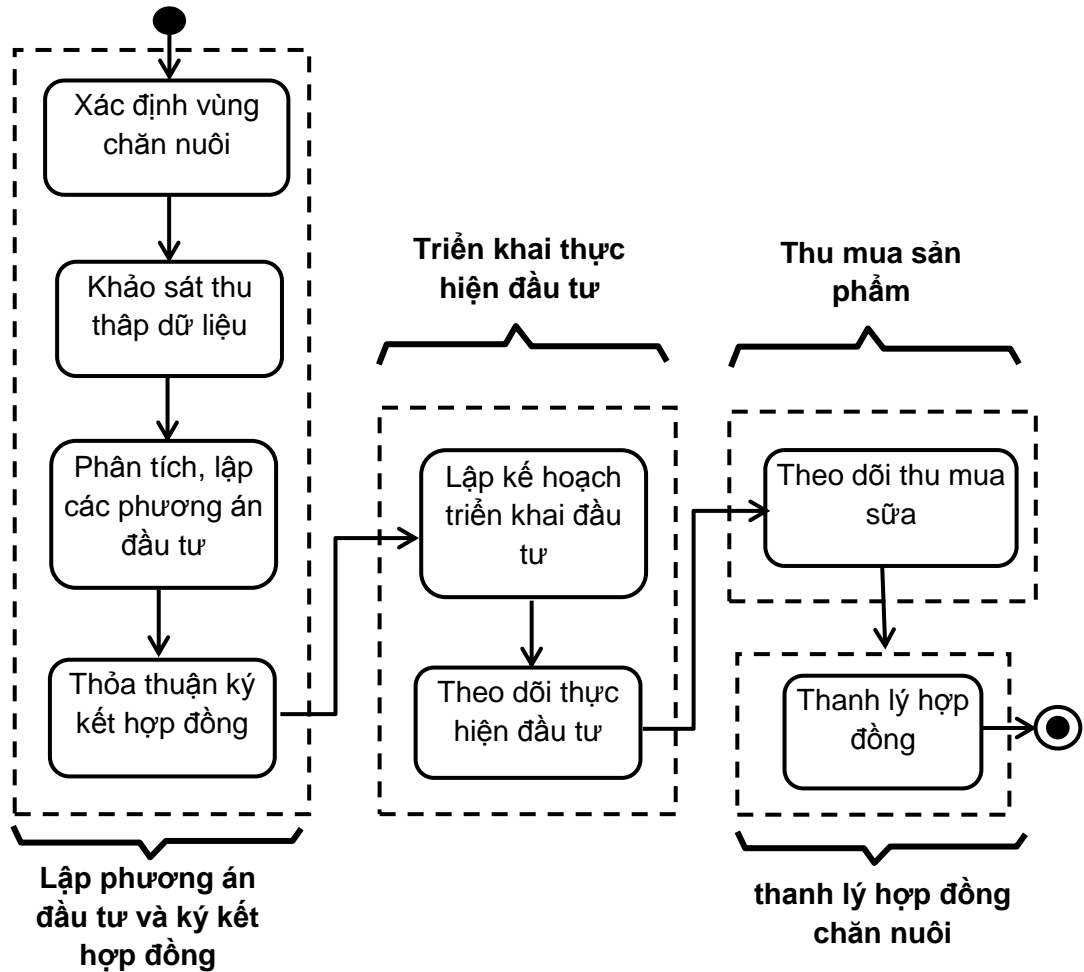 Xác định vùng
chăn nuôi
Khảo sát thu
thâp dữ liệu
Phân tích, lập
các phương án
đầu tư
Thỏa thuận ký
kết hợp đồng
Lập phương án
đầu tư và ký kết
hợp đồng
Triển khai thực
hiện đầu tư
Lập kế hoạch
triển khai đầu
tư
Theo dõi thực
hiện đầu tư
Thu mua sản
phẩm
Theo dõi thu mua
sữa
Thanh lý hợp
đồng
thanh lý hợp đồng
chăn nuôi